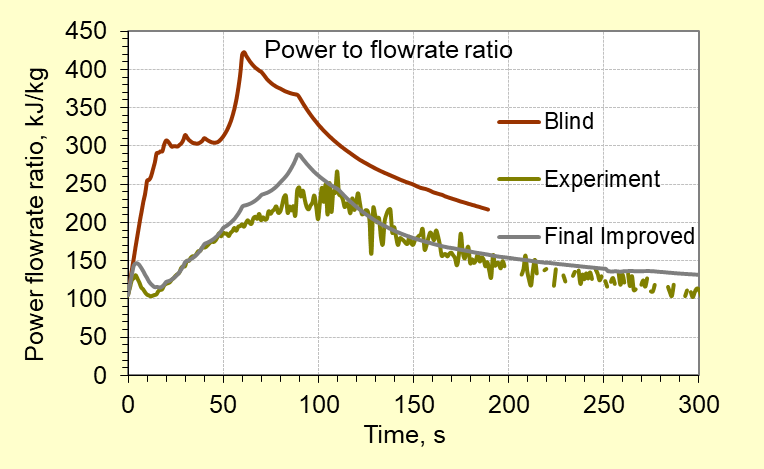 Power to flowrate ratio
Power flowrate ratio, kJ/kg
450
400
350
300
250
200
150
100
50
0
Blind
Experiment
Final Improved
0 50 100 150 200 250 300
Time, s